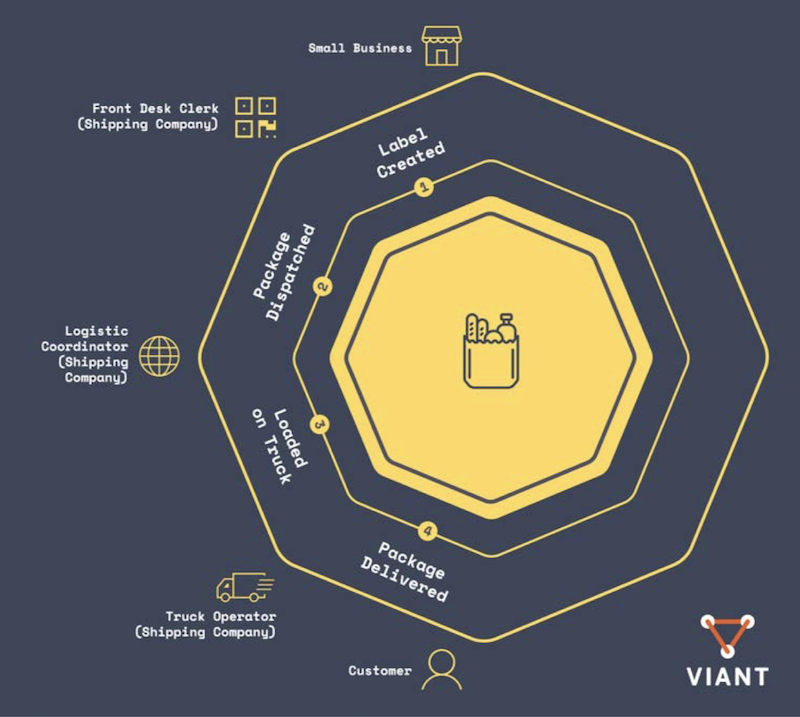 Small Business
Front Desk Clerk
(Shipping Company)
Label
Created
1
Package
Dispatched
2
Logistic
Coordinator
(Shipping
Company)
3
Loaded
on Truck
4
Package
Delivered
Truck Operator
(Shipping Company)
Customer
VIANT